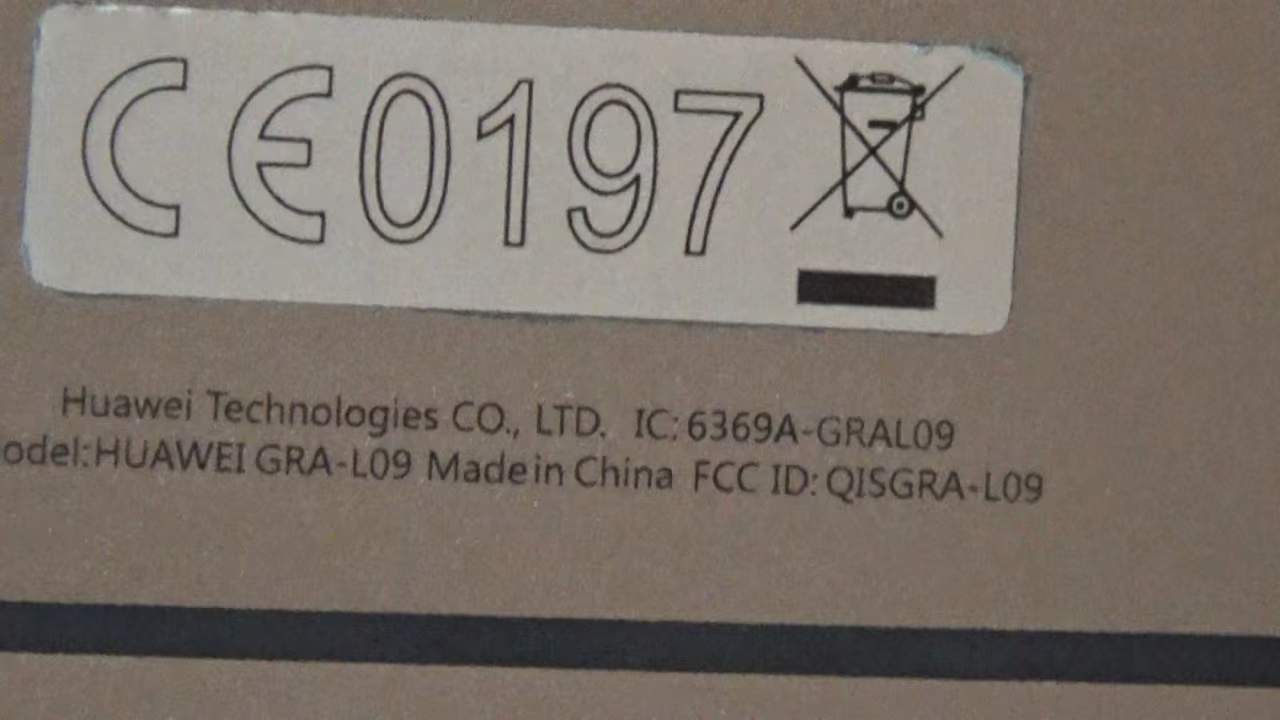 CE0197
Huawei Technologies CO., LTD. IC: 6369A-GRAL09
odel:HUAWEI GRA-L09 Made in China FCC ID: QISGRA-L09